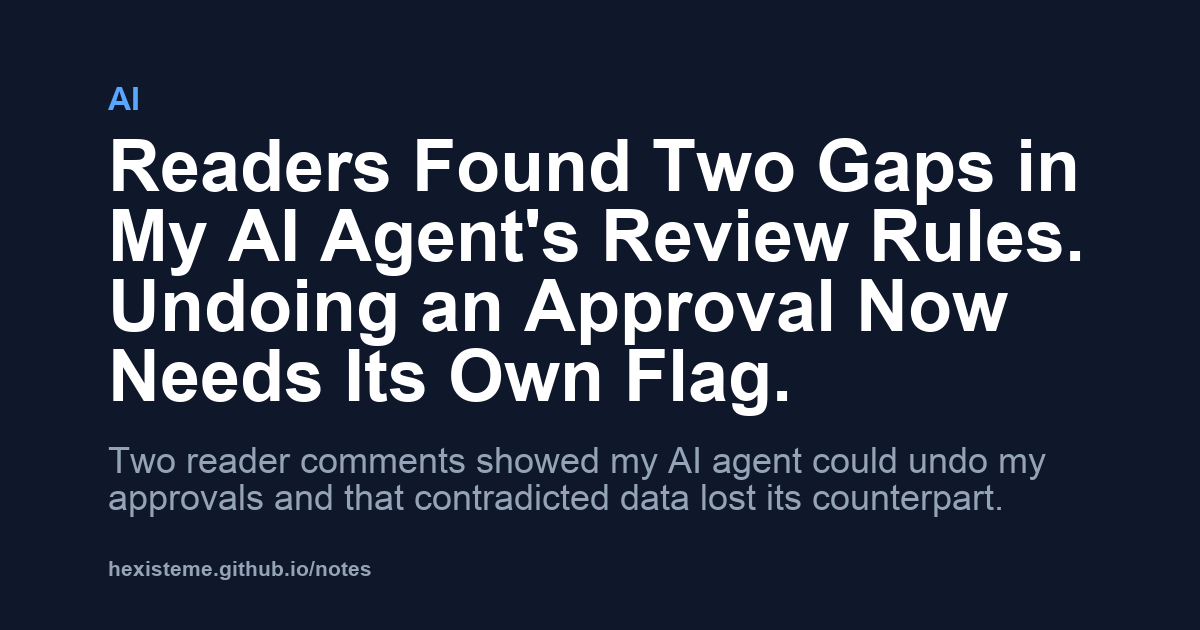 AI
Readers Found Two Gaps in
My AI Agent's Review Rules.
Undoing an Approval Now
Needs Its Own Flag.
Two reader comments showed my AI agent could undo my
approvals and that contradicted data lost its counterpart.
hexisteme.github.io/notes